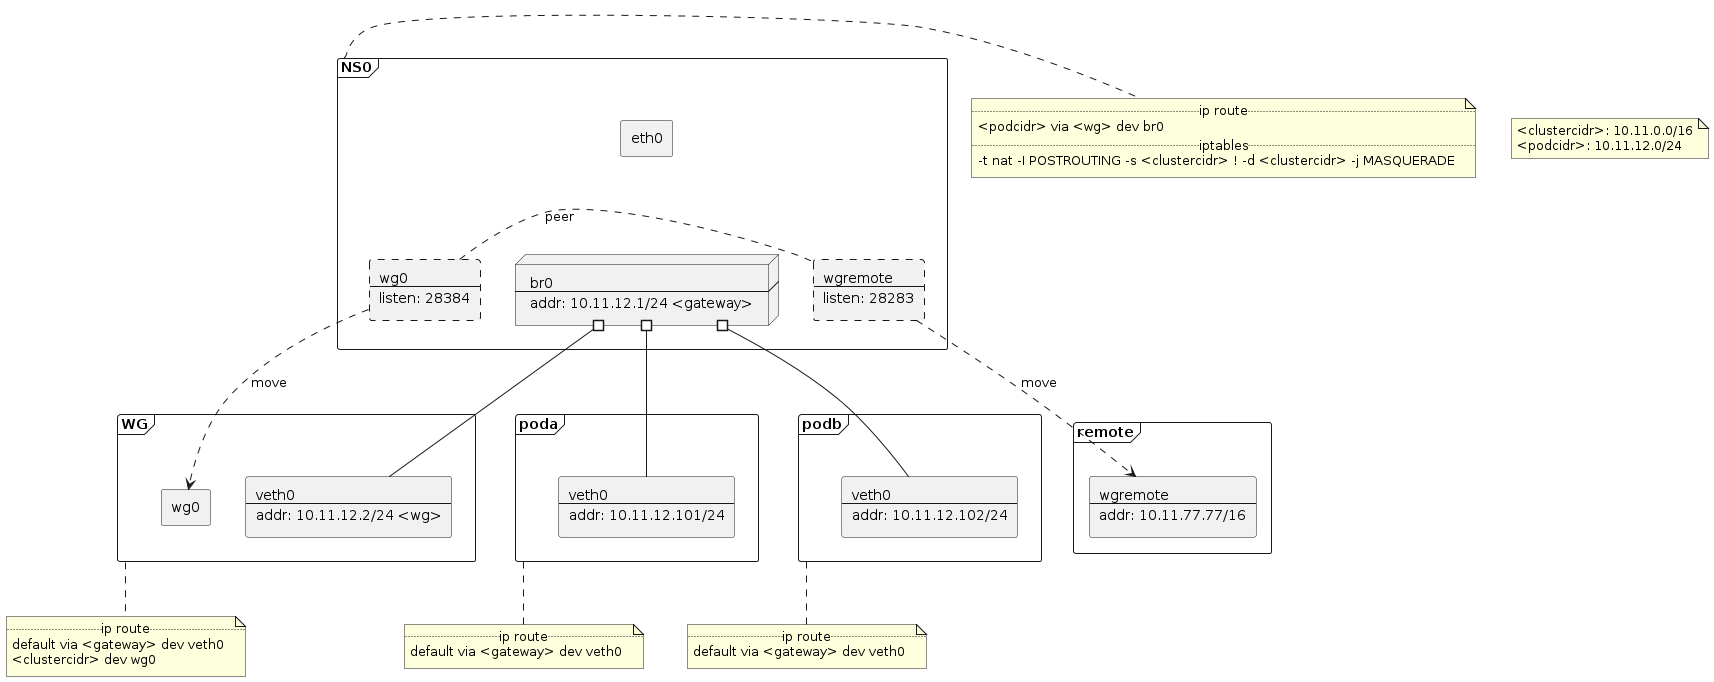 NS0
eth0
ip route
<podcidr> via <wg> dev br0
iptables
-t nat -I POSTROUTING -s <clustercidr> ! -d <clustercidr> -j MASQUERADE
<clustercidr>: 10.11.0.0/16
<podcidr>: 10.11.12.0/24
peer
wg0
listen: 28384
br0
addr: 10.11.12.1/24 <gateway>
wgremote
listen: 28283
move
move
WG
wg0
veth0
addr: 10.11.12.2/24 <wg>
poda
veth0
addr: 10.11.12.101/24
podb
veth0
addr: 10.11.12.102/24
remote
wgremote
addr: 10.11.77.77/16
ip route
default via <gateway> dev veth0
<clustercidr> dev wg0
ip route
default via <gateway> dev veth0
ip route
default via <gateway> dev veth0